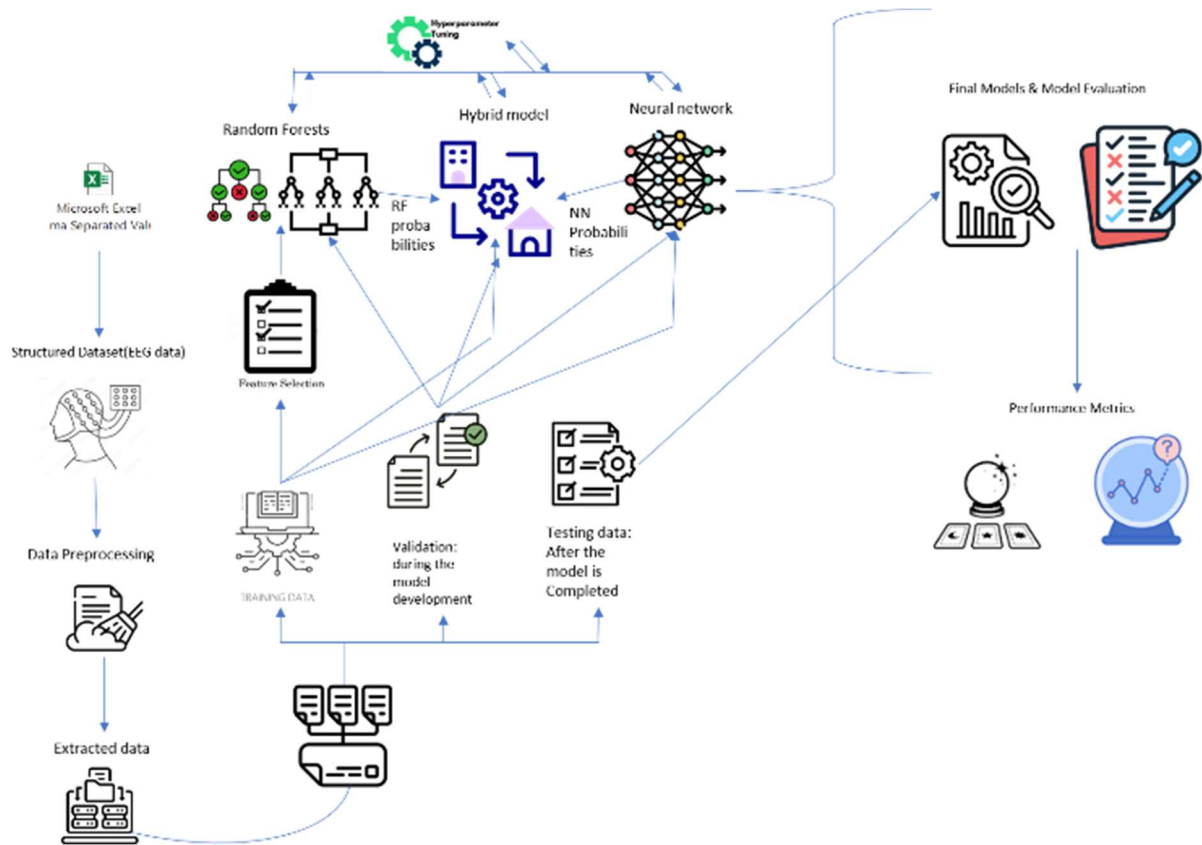 Hyperparameter
Tuning
Final Models & Model Evaluation
Neural network
Hybrid model
Random Forests
Microsoft Excel
ma Separated Valu
RF
proba
bilities
NN
Probabili
ties
Structured Dataset(EEG data)
Feature Selection
Performance Metrics
?
Data Preprocessing
Validation:
during the
model
development
Testing data:
After the
model is
Completed
TRAINING DATA
Extracted data